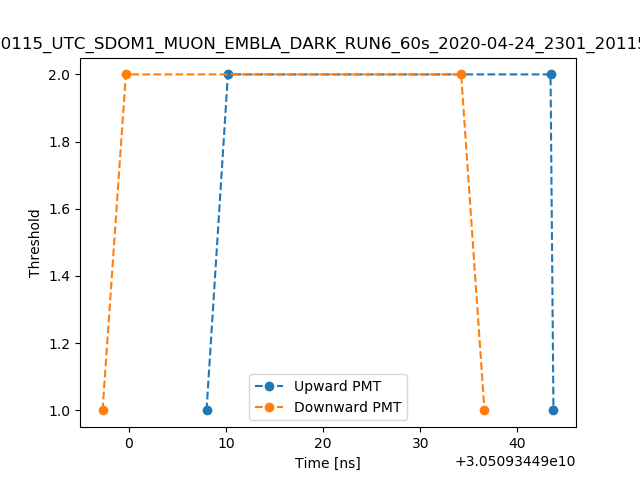 0115_UTC_SDOM1_MUON_EMBLA_DARK_RUN6_60s_2020-04-24_2301_20115
2.0
1.8
1.6
1.4
1.2
1.0
Threshold
Upward PMT
Downward PMT
0 10 20 30 40
Time [ns]
+3.05093449e10